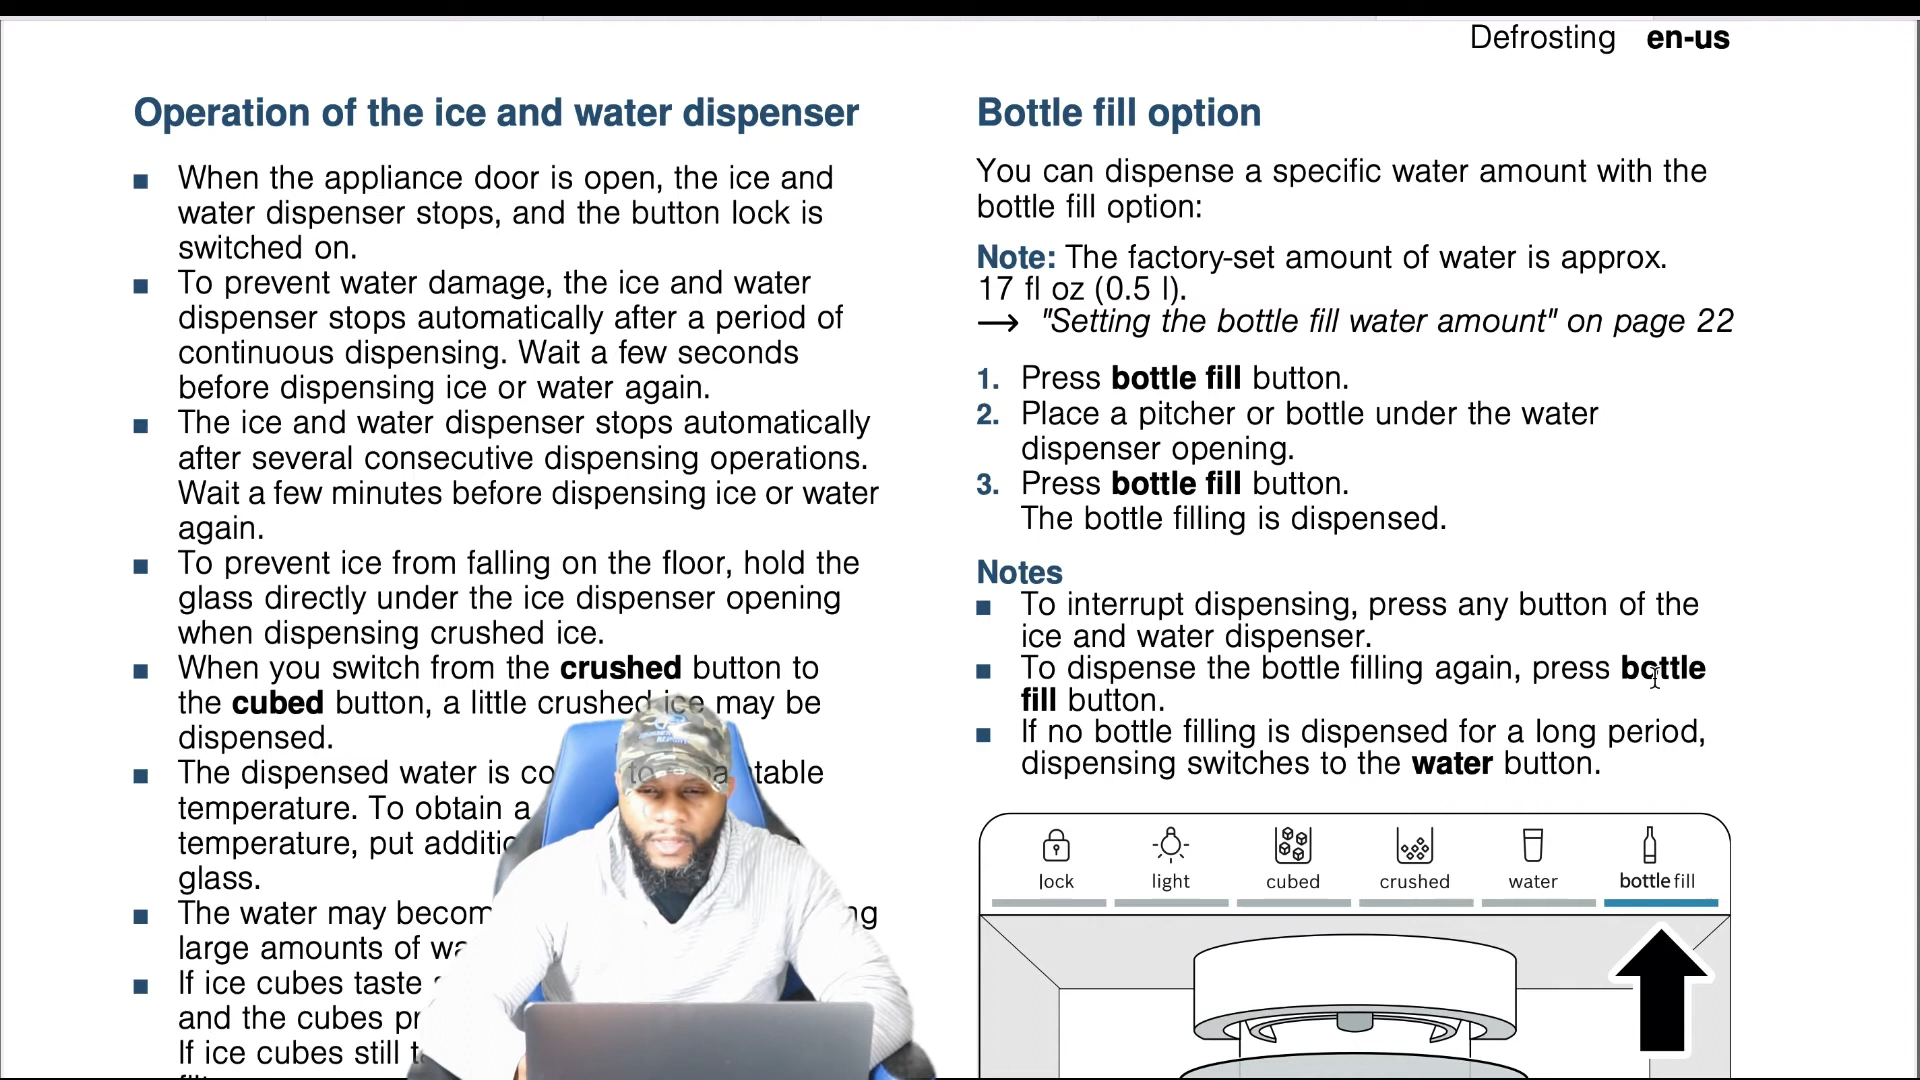 Defrosting en-us
Operation of the ice and water dispenser
■ When the appliance door is open, the ice and
water dispenser stops, and the button lock is
switched on.
■ To prevent water damage, the ice and water
dispenser stops automatically after a period of
continuous dispensing. Wait a few seconds
before dispensing ice or water again.
■ The ice and water dispenser stops automatically
after several consecutive dispensing operations.
Wait a few minutes before dispensing ice or water
again.
■ To prevent ice from falling on the floor, hold the
glass directly under the ice dispenser opening
when dispensing crushed ice.
■ When you switch from the crushed button to
the cubed button, a little crushed ice may be
dispensed.
■ The dispensed water is
temperature. To obtain a
temperature, put
glass.
■ The water may
large amounts of
■ If ice cubes taste
and the cubes
If ice cubes still
Bottle fill option
You can dispense a specific water amount with the
bottle fill option:
Note: The factory-set amount of water is approx.
17 fl oz (0.5 l).
→ "Setting the bottle fill water amount" on page 22
1. Press bottle fill button.
2. Place a pitcher or bottle under the water
dispenser opening.
3. Press bottle fill button.
The bottle filling is dispensed.
Notes
■ To interrupt dispensing, press any button of the
ice and water dispenser.
■ To dispense the bottle filling again, press bottle
fill button.
■ If no bottle filling is dispensed for a long period,
dispensing switches to the water button.
lock light cubed crushed water bottle fill